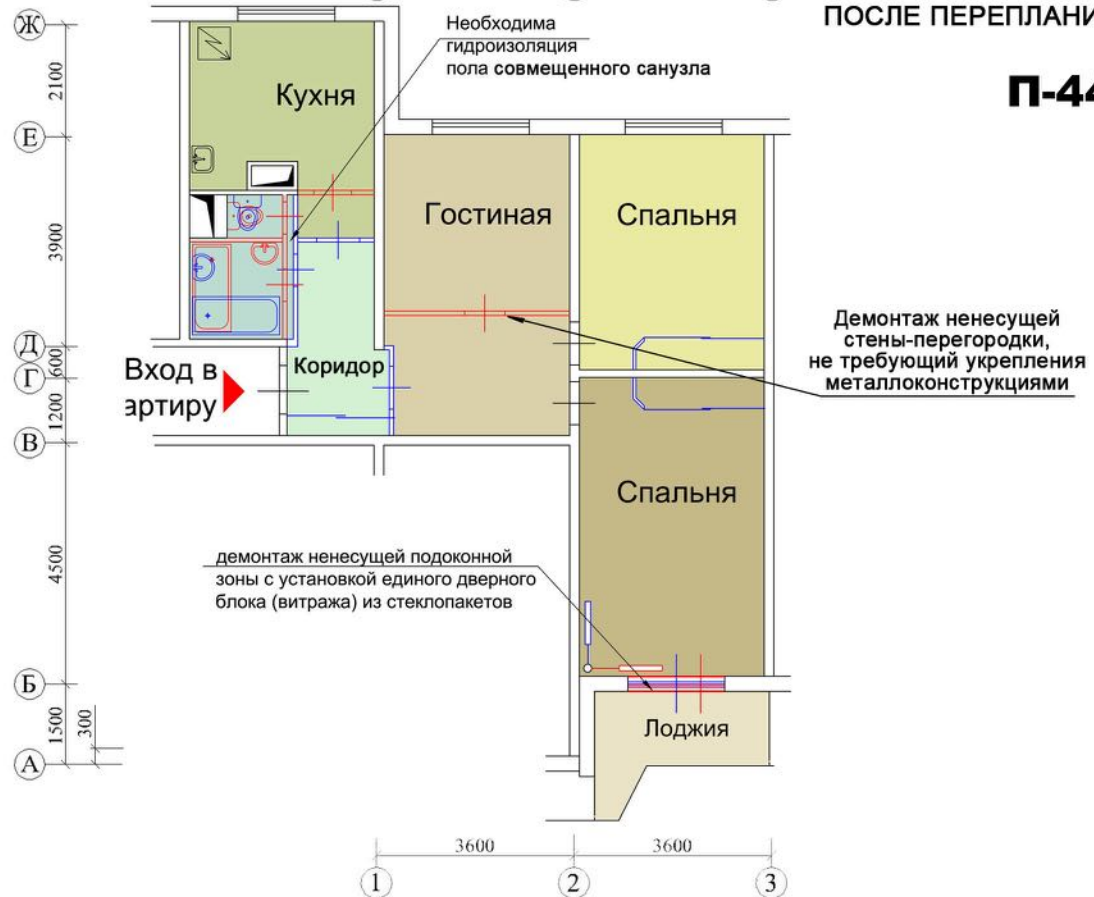 ПОСЛЕ ПЕРЕПЛАНИ
П-44
Необходима
гидроизоляция
пола совмещенного санузла
Кухня
Гостиная
Спальня
Демонтаж ненесущей
стены-перегородки,
не требующий укрепления
металлоконструкциями
Вход в
артиру
Коридор
Спальня
демонтаж ненесущей подоконной
зоны с установкой единого дверного
блока (витража) из стеклопакетов
Лоджия
Ж
2100
Е
3900
Д
600
Г
1200
В
4500
Б
1500
300
А
3600
3600
1
2
3